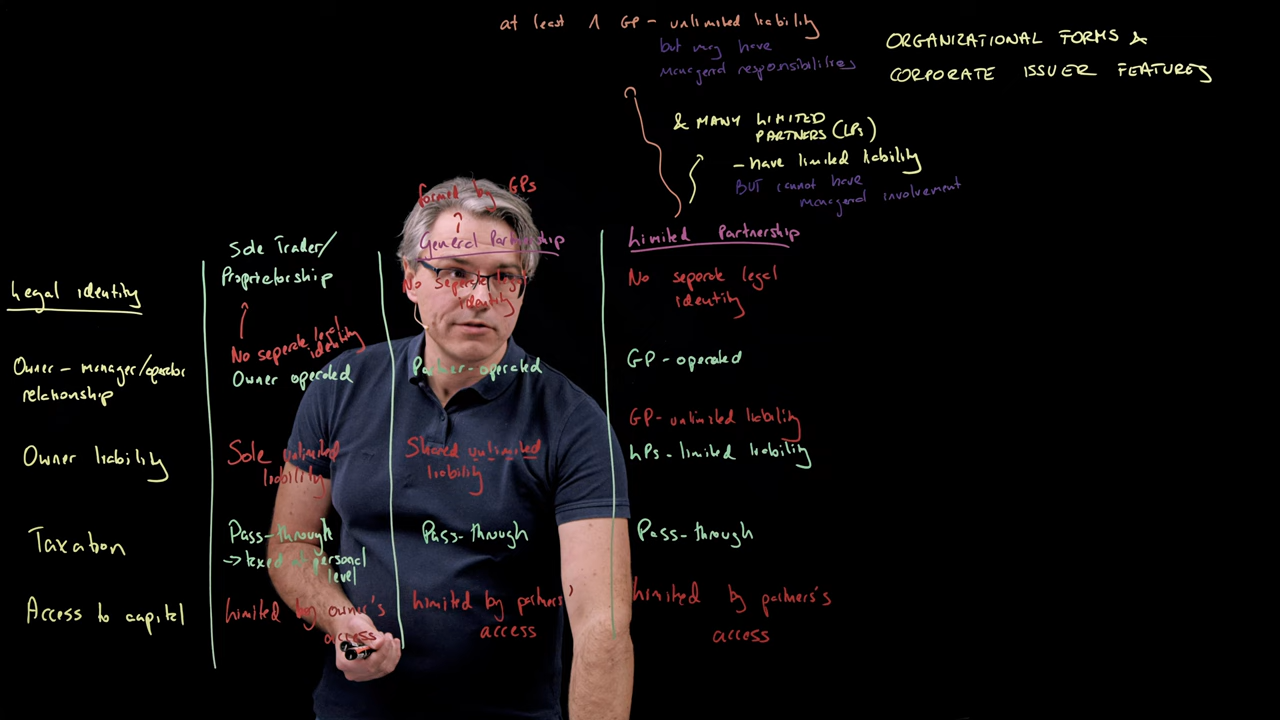 at least 1 GP - unlimited liability
but may have
managerial responsibilities
ORGANIZATIONAL FORMS &
CORPORATE ISSUER FEATURES
& MANY LIMITED
PARTNERS (LPs)
- have limited liability
BUT cannot have
managerial involvement
formed by GPs
Sole Trader/
Proprietorship
General Partnership
Limited Partnership
Legal identity
No seperate legal
identity
No seperate legal
identity
No seperate legal
identity
Owner - manager/operator
relationship
Owner operated
Partner-operated
GP-operated
Owner liability
Sole unlimited
liability
Shared unlimited
liability
GP-unlimited liability
LPs-limited liability
Taxation
Pass-through
-> taxed at personal
level
Pass-through
Pass-through
Access to capital
Limited by owner's
access
Limited by partners'
access
Limited by partners's
access